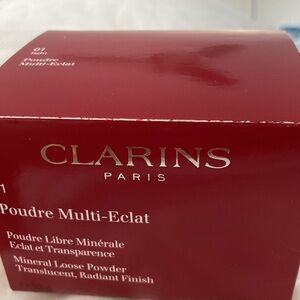 01
light
Poudre
Multi-Eclat
CLARINS
PARIS
1
Poudre Multi-Eclat
Poudre Libre Minérale
Eclat et Transparence
Mineral Loose Powder
Translucent, Radiant Finish